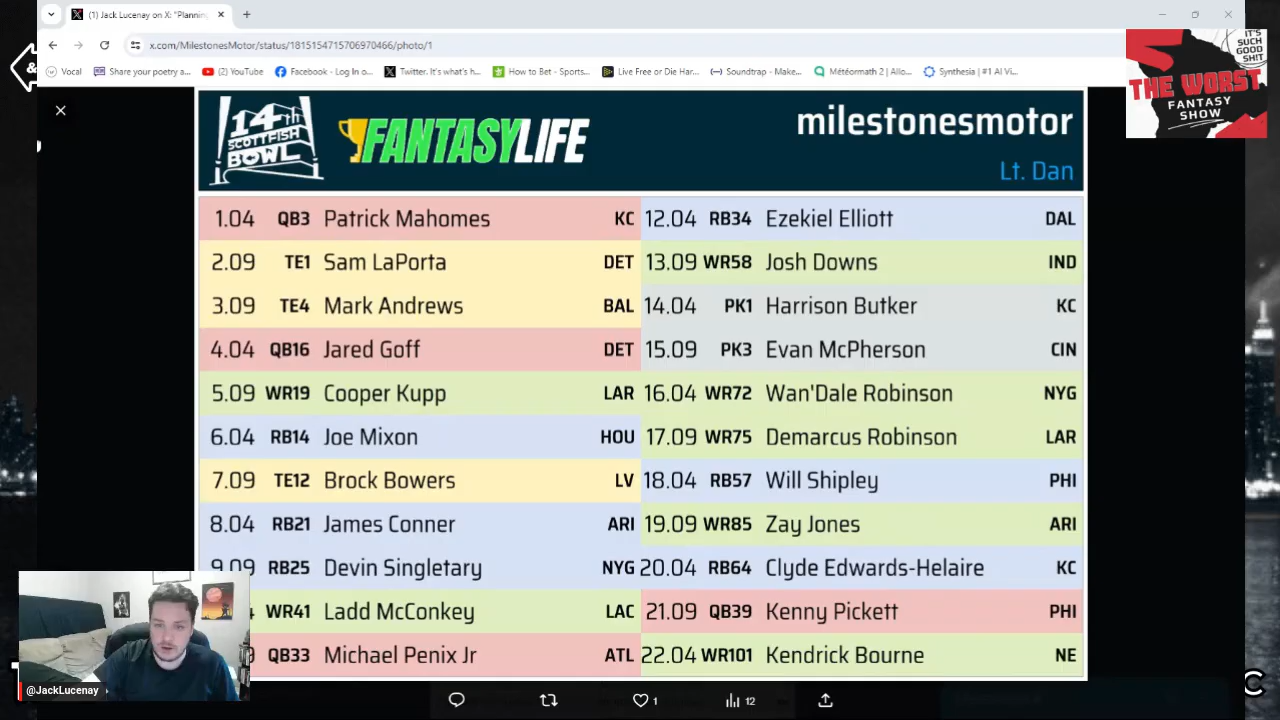 (1) Jack Lucenay on X: "Planning
x.com/MilestonesMotor/status/1815154715706970466/photo/1
Vocal Share your poetry a... (2) YouTube Facebook - Log In o... Twitter. It's what's h... How to Bet - Sports... Live Free or Die Har... Soundtrap - Make... Météormath 2 | Allo... Synthesia | #1 AI Vi...
IT'S SUCH GOOD SH!T!
THE WORST
FANTASY
SHOW
&
14th
SCOTTFISH
BOWL
FANTASYLIFE
milestonesmotor
Lt. Dan
1.04 QB3 Patrick Mahomes KC
2.09 TE1 Sam LaPorta DET
3.09 TE4 Mark Andrews BAL
4.04 QB16 Jared Goff DET
5.09 WR19 Cooper Kupp LAR
6.04 RB14 Joe Mixon HOU
7.09 TE12 Brock Bowers LV
8.04 RB21 James Conner ARI
9.09 RB25 Devin Singletary NYG
WR41 Ladd McConkey LAC
QB33 Michael Penix Jr ATL
12.04 RB34 Ezekiel Elliott DAL
13.09 WR58 Josh Downs IND
14.04 PK1 Harrison Butker KC
15.09 PK3 Evan McPherson CIN
16.04 WR72 Wan'Dale Robinson NYG
17.09 WR75 Demarcus Robinson LAR
18.04 RB57 Will Shipley PHI
19.09 WR85 Zay Jones ARI
20.04 RB64 Clyde Edwards-Helaire KC
21.09 QB39 Kenny Pickett PHI
22.04 WR101 Kendrick Bourne NE
@JackLucenay
1 12